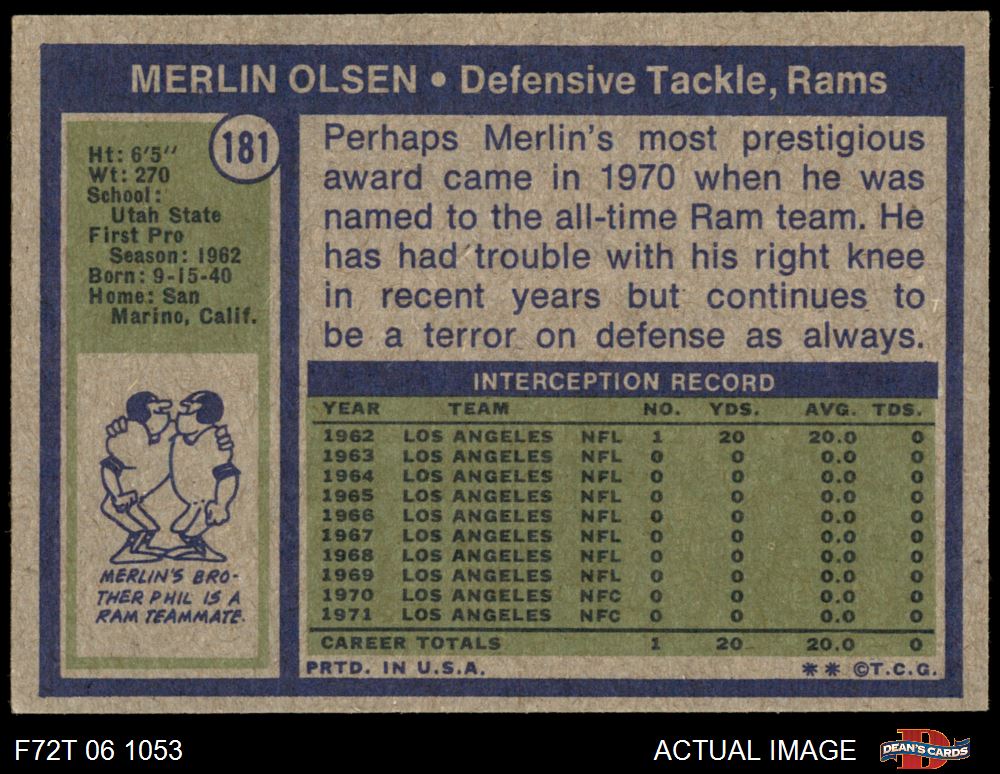 MERLIN OLSEN • Defensive Tackle, Rams
181
Ht: 6'5"
Wt: 270
School:
Utah State
First Pro
Season: 1962
Born: 9-15-40
Home: San
Marino, Calif.
Perhaps Merlin's most prestigious
award came in 1970 when he was
named to the all-time Ram team. He
has had trouble with his right knee
in recent years but continues to
be a terror on defense as always.
MERLIN'S BRO-
THER PHIL IS A
RAM TEAMMATE.
INTERCEPTION RECORD
YEAR TEAM NO. YDS. AVG. TDS.
1962 LOS ANGELES NFL 1 20 20.0 0
1963 LOS ANGELES NFL 0 0 0.0 0
1964 LOS ANGELES NFL 0 0 0.0 0
1965 LOS ANGELES NFL 0 0 0.0 0
1966 LOS ANGELES NFL 0 0 0.0 0
1967 LOS ANGELES NFL 0 0 0.0 0
1968 LOS ANGELES NFL 0 0 0.0 0
1969 LOS ANGELES NFL 0 0 0.0 0
1970 LOS ANGELES NFC 0 0 0.0 0
1971 LOS ANGELES NFC 0 0 0.0 0
CAREER TOTALS 1 20 20.0 0
PRTD. IN U.S.A. ** ©T.C.G.
F72T 06 1053 ACTUAL IMAGE DEAN'S CARDS